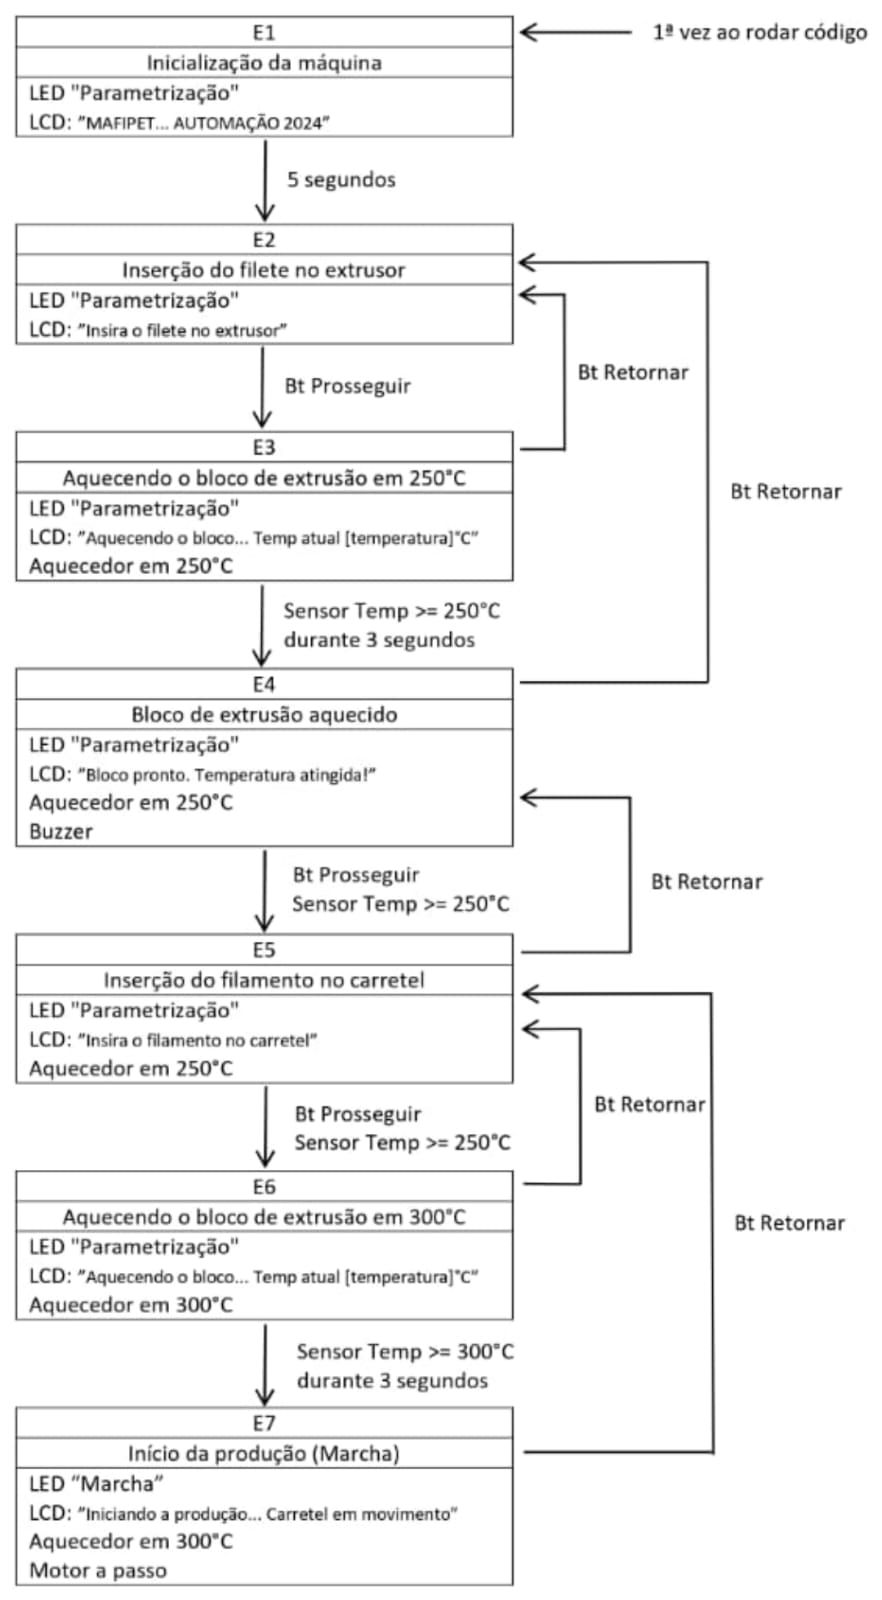 E1
1ª vez ao rodar código
Inicialização da máquina
LED "Parametrização"
LCD: "MAFIPET... AUTOMAÇÃO 2024"
5 segundos
E2
Inserção do filete no extrusor
LED "Parametrização"
LCD: "Insira o filete no extrusor"
Bt Retornar
Bt Prosseguir
E3
Aquecendo o bloco de extrusão em 250°C
Bt Retornar
LED "Parametrização"
LCD: "Aquecendo o bloco... Temp atual [temperatura]°C"
Aquecedor em 250°C
Sensor Temp >= 250°C
durante 3 segundos
E4
Bloco de extrusão aquecido
LED "Parametrização"
LCD: "Bloco pronto. Temperatura atingida!"
Aquecedor em 250°C
Buzzer
Bt Prosseguir
Bt Retornar
Sensor Temp >= 250°C
E5
Inserção do filamento no carretel
LED "Parametrização"
LCD: "Insira o filamento no carretel"
Aquecedor em 250°C
Bt Retornar
Bt Prosseguir
Sensor Temp >= 250°C
E6
Aquecendo o bloco de extrusão em 300°C
Bt Retornar
LED "Parametrização"
LCD: "Aquecendo o bloco... Temp atual [temperatura]°C"
Aquecedor em 300°C
Sensor Temp >= 300°C
durante 3 segundos
E7
Início da produção (Marcha)
LED "Marcha"
LCD: "Iniciando a produção... Carretel em movimento"
Aquecedor em 300°C
Motor a passo